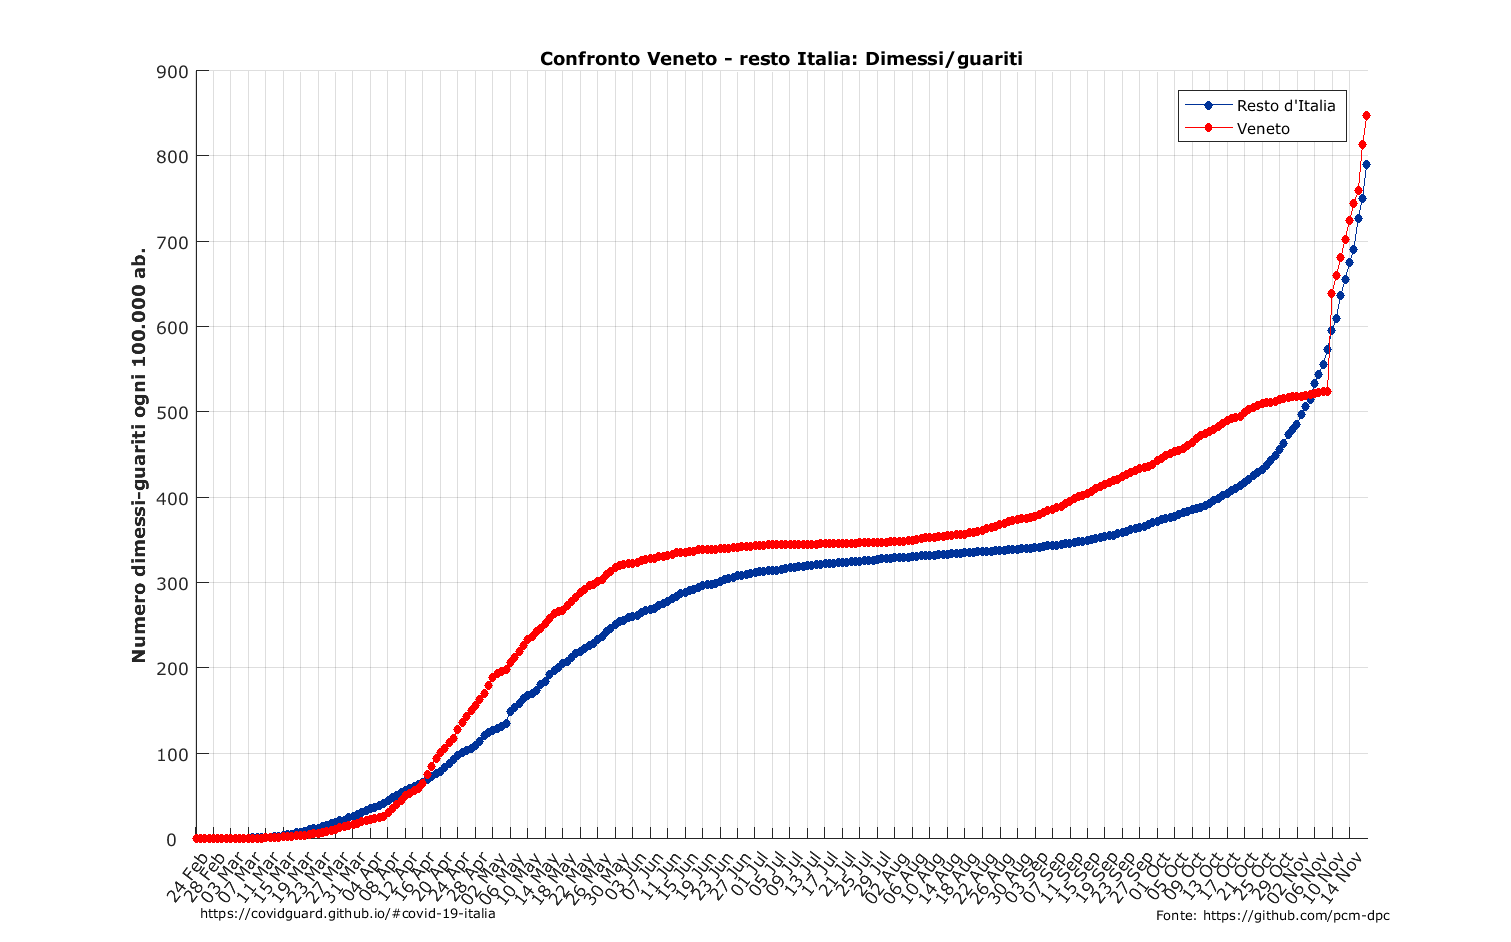 Confronto Veneto - resto Italia: Dimessi/guariti
Resto d'Italia
Veneto
Numero dimessi-guariti ogni 100.000 ab.
900
800
700
600
500
400
300
200
100
0
24 Feb
28 Feb
03 Mar
07 Mar
11 Mar
15 Mar
19 Mar
23 Mar
27 Mar
31 Mar
04 Apr
08 Apr
12 Apr
16 Apr
20 Apr
24 Apr
28 Apr
02 May
06 May
10 May
14 May
18 May
22 May
26 May
30 May
03 Jun
07 Jun
11 Jun
15 Jun
19 Jun
23 Jun
27 Jun
01 Jul
05 Jul
09 Jul
13 Jul
17 Jul
21 Jul
25 Jul
29 Jul
02 Aug
06 Aug
10 Aug
14 Aug
18 Aug
22 Aug
26 Aug
30 Aug
03 Sep
07 Sep
11 Sep
15 Sep
19 Sep
23 Sep
27 Sep
01 Oct
05 Oct
09 Oct
13 Oct
17 Oct
21 Oct
25 Oct
29 Oct
02 Nov
06 Nov
10 Nov
14 Nov
https://covidguard.github.io/#covid-19-italia
Fonte: https://github.com/pcm-dpc